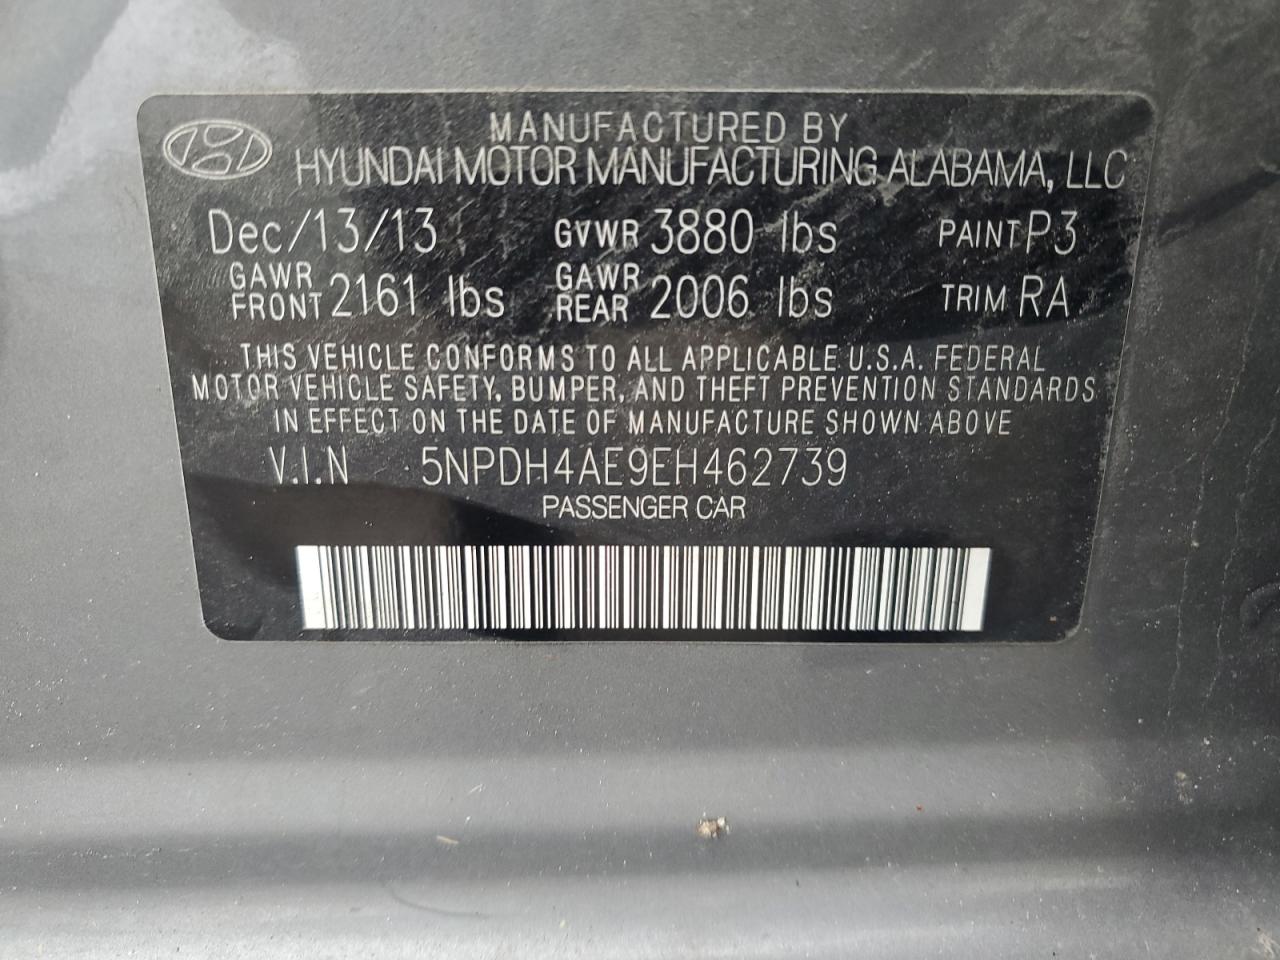 MANUFACTURED BY
HYUNDAI MOTOR MANUFACTURING ALABAMA, LLC
Dec/13/13 GVWR 3880 lbs PAINT P3
GAWR FRONT 2161 lbs GAWR REAR 2006 lbs TRIM RA
THIS VEHICLE CONFORMS TO ALL APPLICABLE U.S.A. FEDERAL
MOTOR VEHICLE SAFETY, BUMPER, AND THEFT PREVENTION STANDARDS
IN EFFECT ON THE DATE OF MANUFACTURE SHOWN ABOVE
V.I.N 5NPDH4AE9EH462739
PASSENGER CAR